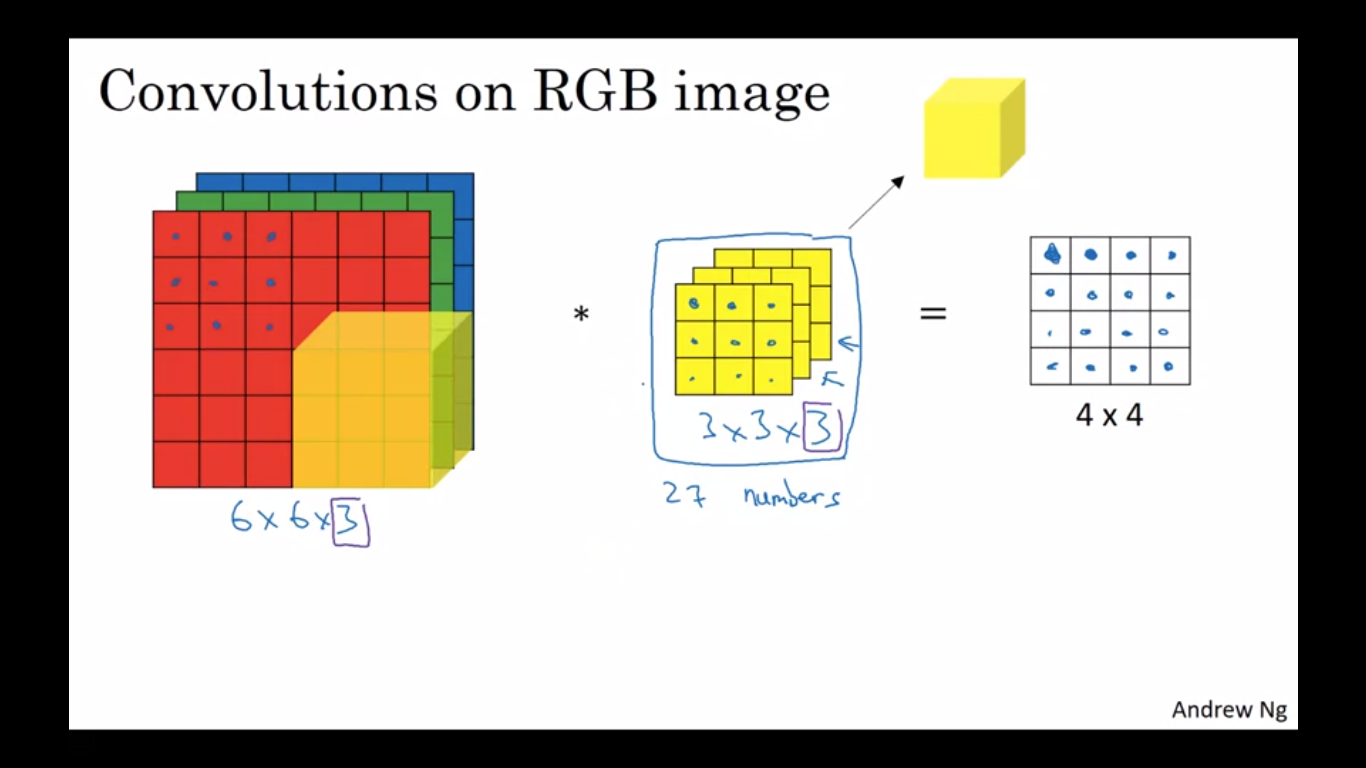 Convolutions on RGB image
*
=
3x3x3
4 x 4
27 numbers
6x6x3
Andrew Ng